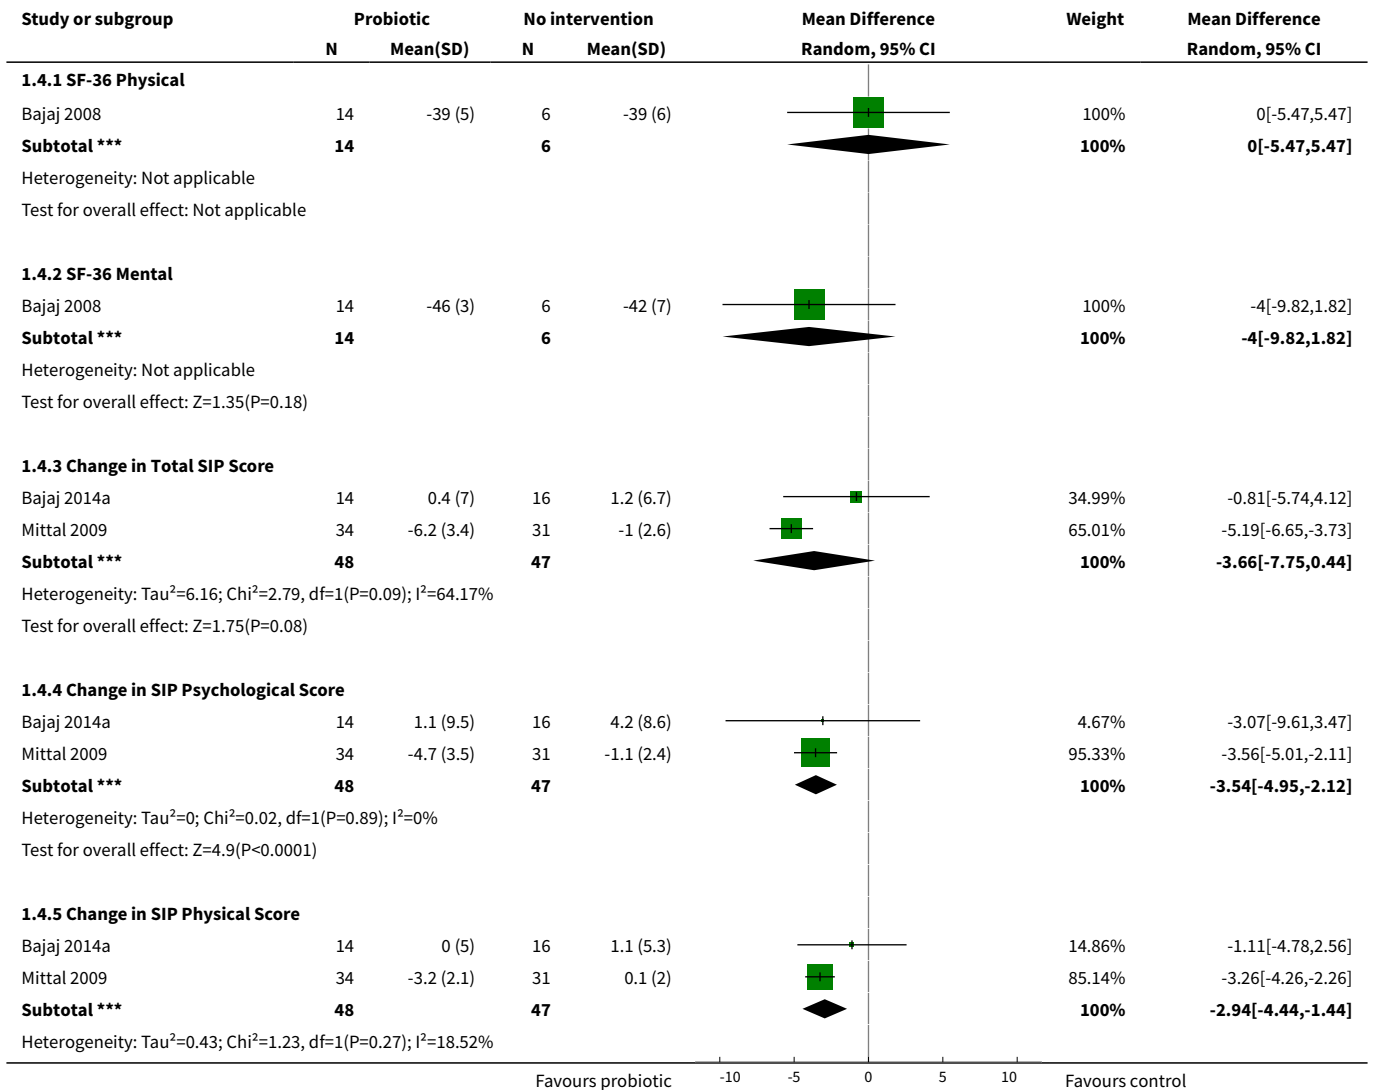 Study or subgroup Probiotic No intervention Mean Difference Weight Mean Difference
N Mean(SD) N Mean(SD) Random, 95% CI Random, 95% CI
1.4.1 SF-36 Physical
Bajaj 2008 14 -39 (5) 6 -39 (6) 100% 0[-5.47,5.47]
Subtotal *** 14 6 100% 0[-5.47,5.47]
Heterogeneity: Not applicable
Test for overall effect: Not applicable
1.4.2 SF-36 Mental
Bajaj 2008 14 -46 (3) 6 -42 (7) 100% -4[-9.82,1.82]
Subtotal *** 14 6 100% -4[-9.82,1.82]
Heterogeneity: Not applicable
Test for overall effect: Z=1.35(P=0.18)
1.4.3 Change in Total SIP Score
Bajaj 2014a 14 0.4 (7) 16 1.2 (6.7) 34.99% -0.81[-5.74,4.12]
Mittal 2009 34 -6.2 (3.4) 31 -1 (2.6) 65.01% -5.19[-6.65,-3.73]
Subtotal *** 48 47 100% -3.66[-7.75,0.44]
Heterogeneity: Tau²=6.16; Chi²=2.79, df=1(P=0.09); I²=64.17%
Test for overall effect: Z=1.75(P=0.08)
1.4.4 Change in SIP Psychological Score
Bajaj 2014a 14 1.1 (9.5) 16 4.2 (8.6) 4.67% -3.07[-9.61,3.47]
Mittal 2009 34 -4.7 (3.5) 31 -1.1 (2.4) 95.33% -3.56[-5.01,-2.11]
Subtotal *** 48 47 100% -3.54[-4.95,-2.12]
Heterogeneity: Tau²=0; Chi²=0.02, df=1(P=0.89); I²=0%
Test for overall effect: Z=4.9(P<0.0001)
1.4.5 Change in SIP Physical Score
Bajaj 2014a 14 0 (5) 16 1.1 (5.3) 14.86% -1.11[-4.78,2.56]
Mittal 2009 34 -3.2 (2.1) 31 0.1 (2) 85.14% -3.26[-4.26,-2.26]
Subtotal *** 48 47 100% -2.94[-4.44,-1.44]
Heterogeneity: Tau²=0.43; Chi²=1.23, df=1(P=0.27); I²=18.52%
Favours probiotic -10 -5 0 5 10 Favours control